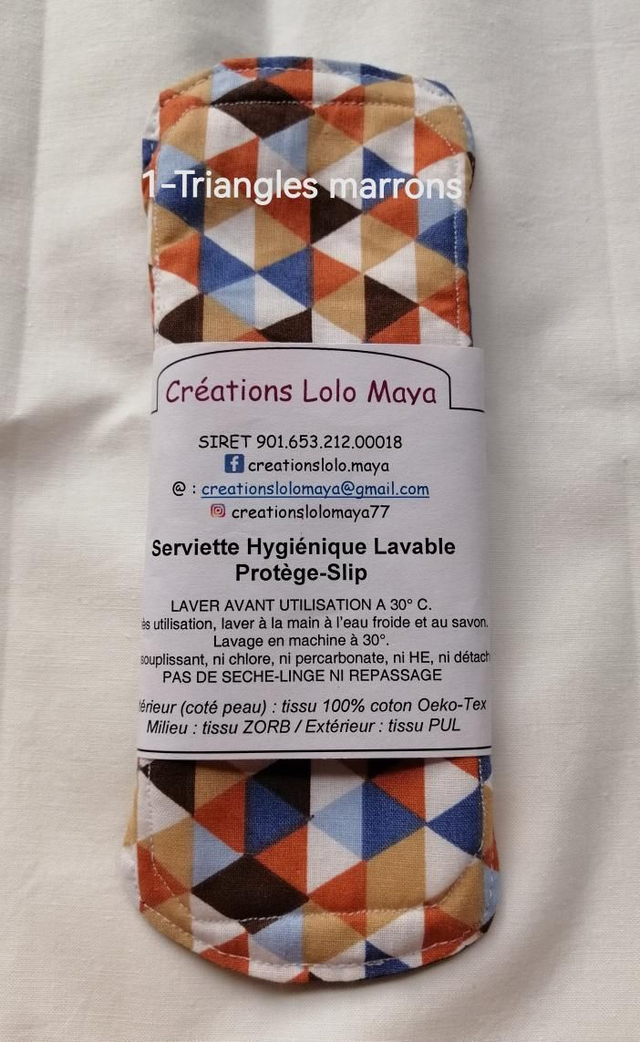 1-Triangles marrons
Créations Lolo Maya
SIRET 901.653.212.00018
creationslolo.maya
@ : creationslolomaya@gmail.com
creationslolomaya77
Serviette Hygiénique Lavable
Protège-Slip
LAVER AVANT UTILISATION A 30° C.
utilisation, laver à la main à l'eau froide et au savon.
Lavage en machine à 30°.
souplissant, ni chlore, ni percarbonate, ni HE, ni détach
PAS DE SECHE-LINGE NI REPASSAGE
(coté peau) : tissu 100% coton Oeko-Tex
Milieu : tissu ZORB / Extérieur : tissu PUL